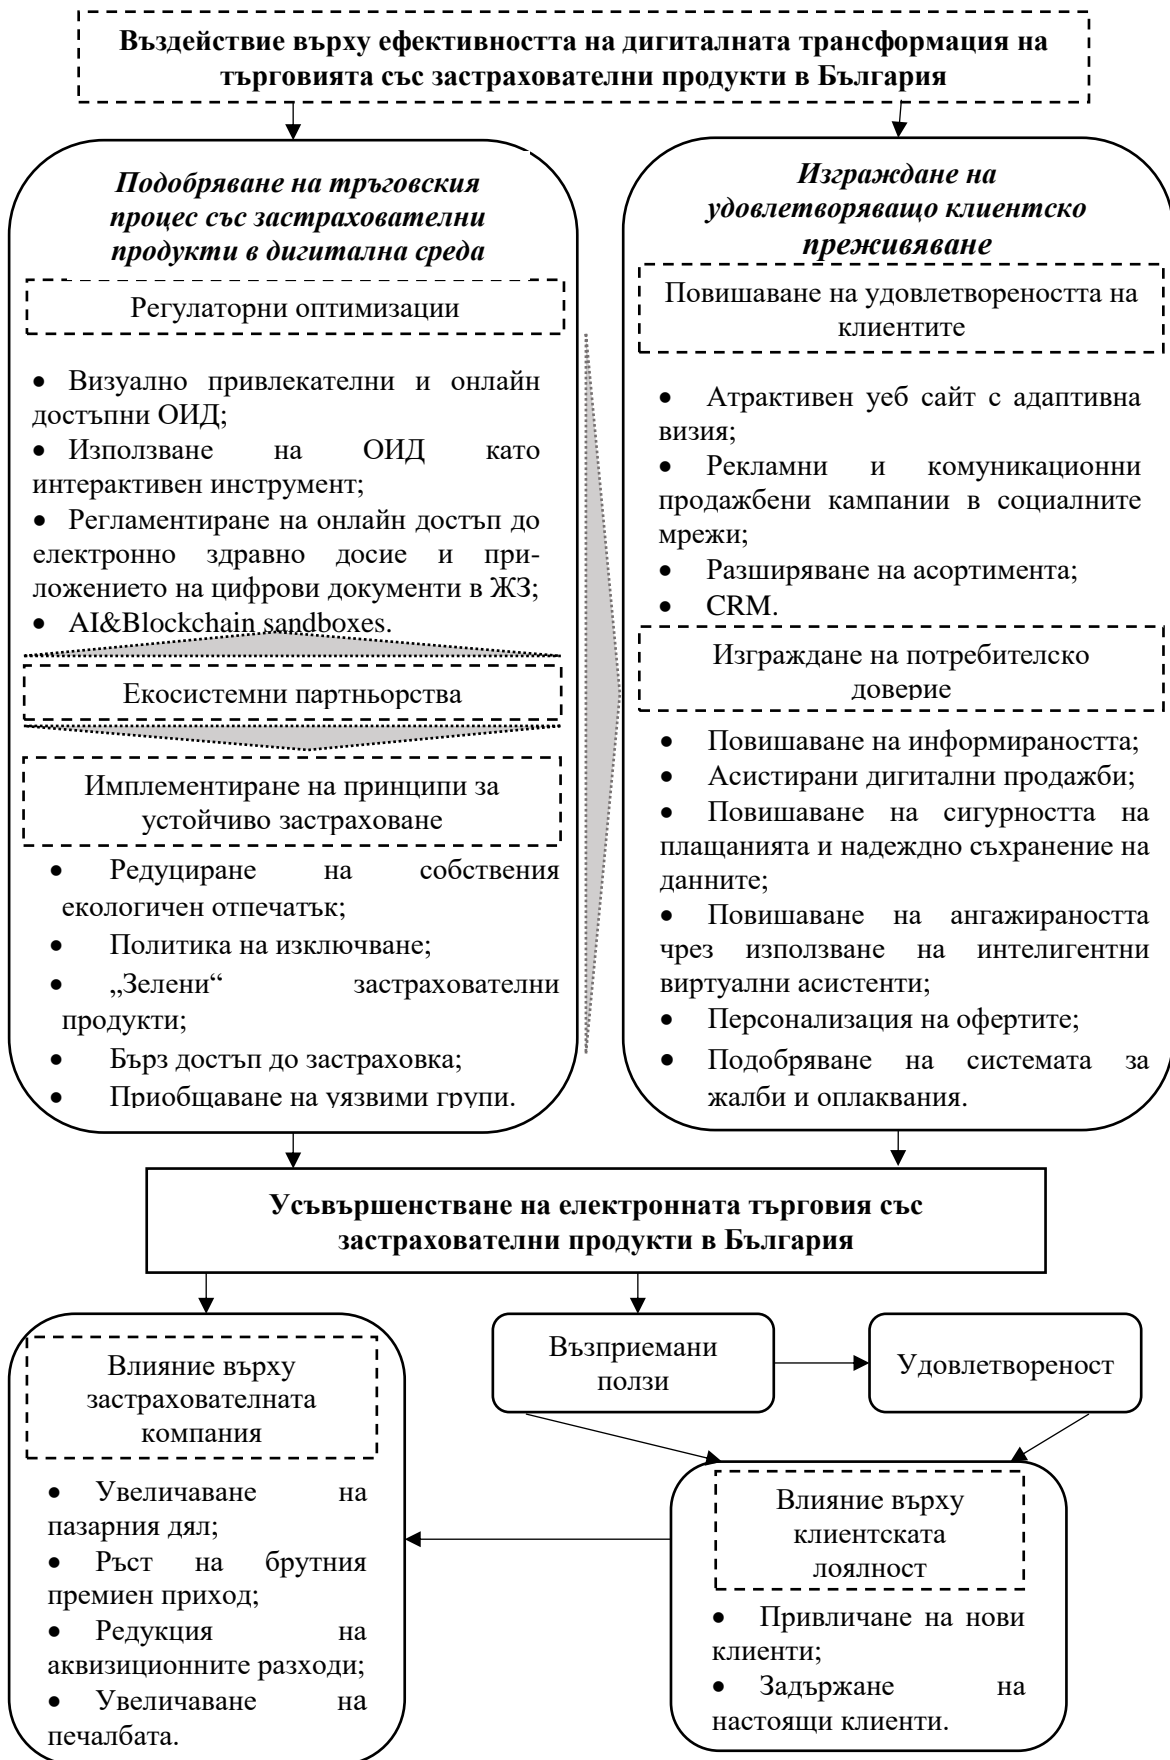 Въздействие върху ефективността на дигиталната трансформация на
търговията със застрахователни продукти в България
Подобряване на тръговския
процес със застрахователни
продукти в дигитална среда
Регулаторни оптимизации
• Визуално привлекателни и онлайн
достъпни ОИД;
• Използване на ОИД като
интерактивен инструмент;
• Регламентиране на онлайн достъп до
електронно здравно досие и при-
ложението на цифрови документи в ЖЗ;
• AI&Blockchain sandboxes.
Екосистемни партньорства
Имплементиране на принципи за
устойчиво застраховане
• Редуциране на собствения
екологичен отпечатък;
• Политика на изключване;
• „Зелени“ застрахователни
продукти;
• Бърз достъп до застраховка;
• Приобщаване на уязвими групи.
Изграждане на
удовлетворяващо клиентско
преживяване
Повишаване на удовлетвореността на
клиентите
• Атрактивен уеб сайт с адаптивна
визия;
• Рекламни и комуникационни
продажбени кампании в социалните
мрежи;
• Разширяване на асортимента;
• CRM.
Изграждане на потребителско
доверие
• Повишаване на информираността;
• Асистирани дигитални продажби;
• Повишаване на сигурността на
плащанията и надеждно съхранение на
данните;
• Повишаване на ангажираността
чрез използване на интелигентни
виртуални асистенти;
• Персонализация на офертите;
• Подобряване на системата за
жалби и оплаквания.
Усъвършенстване на електронната търговия със
застрахователни продукти в България
Влияние върху
застрахователната
компания
• Увеличаване на
пазарния дял;
• Ръст на брутния
премиен приход;
• Редукция на
аквизиционните разходи;
• Увеличаване на
печалбата.
Възприемани
ползи
Удовлетвореност
Влияние върху
клиентската
лоялност
• Привличане на нови
клиенти;
• Задържане на
настоящи клиенти.